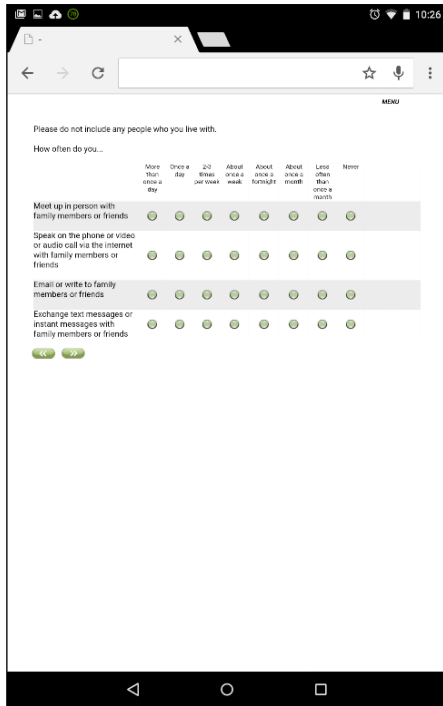 10:26
-
MENU
Please do not include any people who you live with.
How often do you...
More than once a day
Once a day
2-3 times per week
About once a week
About once a fortnight
About once a month
Less often than once a month
Never
Meet up in person with
family members or friends
Speak on the phone or video
or audio call via the internet
with family members or
friends
Email or write to family
members or friends
Exchange text messages or
instant messages with
family members or friends
<< >>